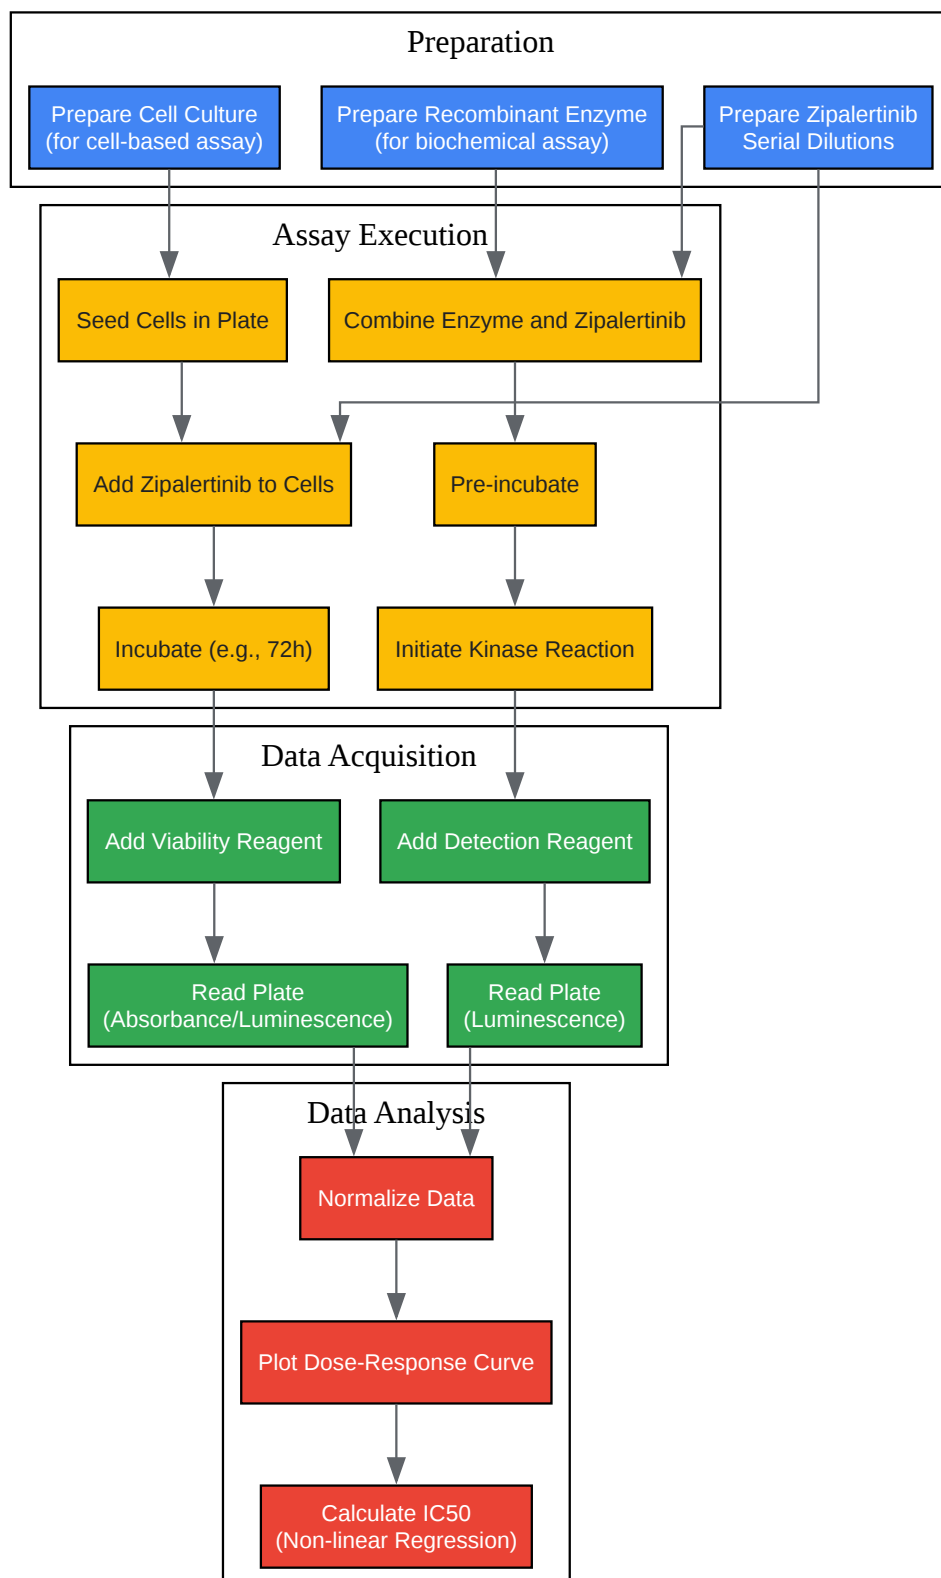 Preparation
Prepare Cell Culture
(for cell-based assay)
Prepare Recombinant Enzyme
(for biochemical assay)
Prepare Zipalertinib
Serial Dilutions
Assay Execution
Seed Cells in Plate
Combine Enzyme and Zipalertinib
Add Zipalertinib to Cells
Pre-incubate
Incubate (e.g., 72h)
Initiate Kinase Reaction
Data Acquisition
Add Viability Reagent
Add Detection Reagent
Read Plate
(Absorbance/Luminescence)
Read Plate
(Luminescence)
Data Analysis
Normalize Data
Plot Dose-Response Curve
Calculate IC50
(Non-linear Regression)